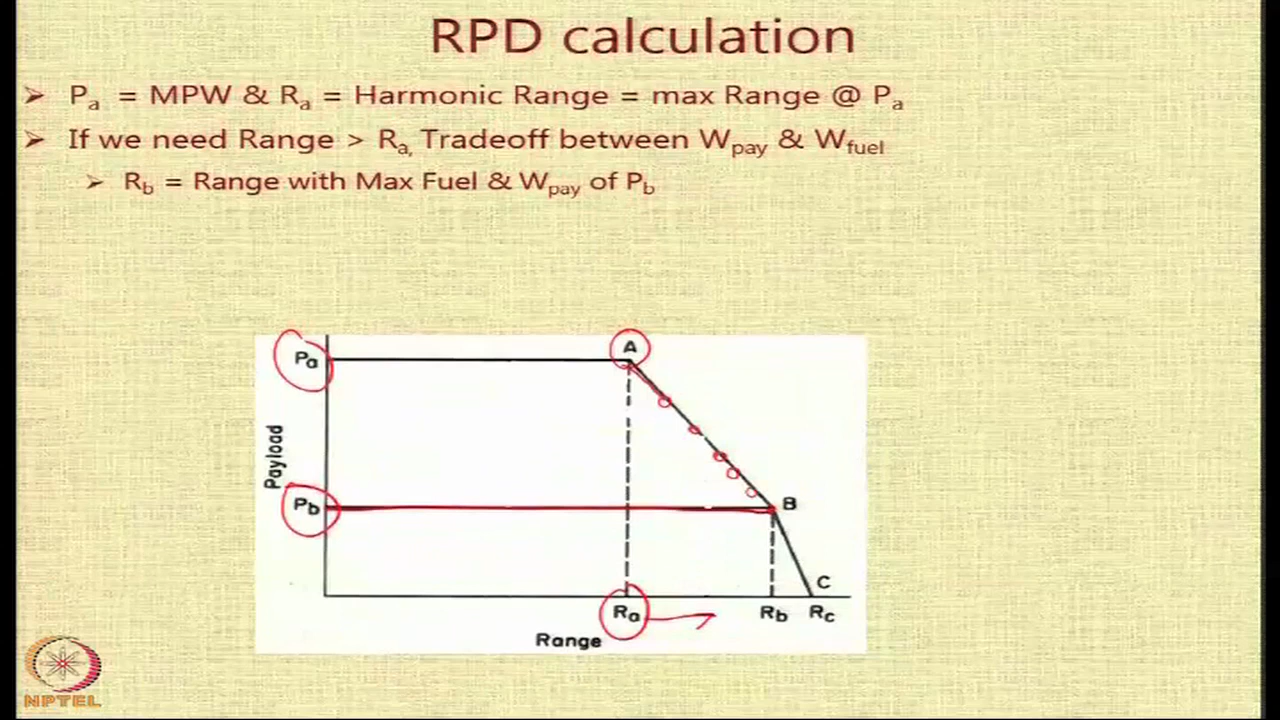 RPD calculation
➢ Pa = MPW & Ra = Harmonic Range = max Range @ Pa
➢ If we need Range > Ra, Tradeoff between Wpay & Wfuel
➢ Rb = Range with Max Fuel & Wpay of Pb
A
Pa
Payload
Pb
B
C
Ra
Rb
Rc
Range
NPTEL